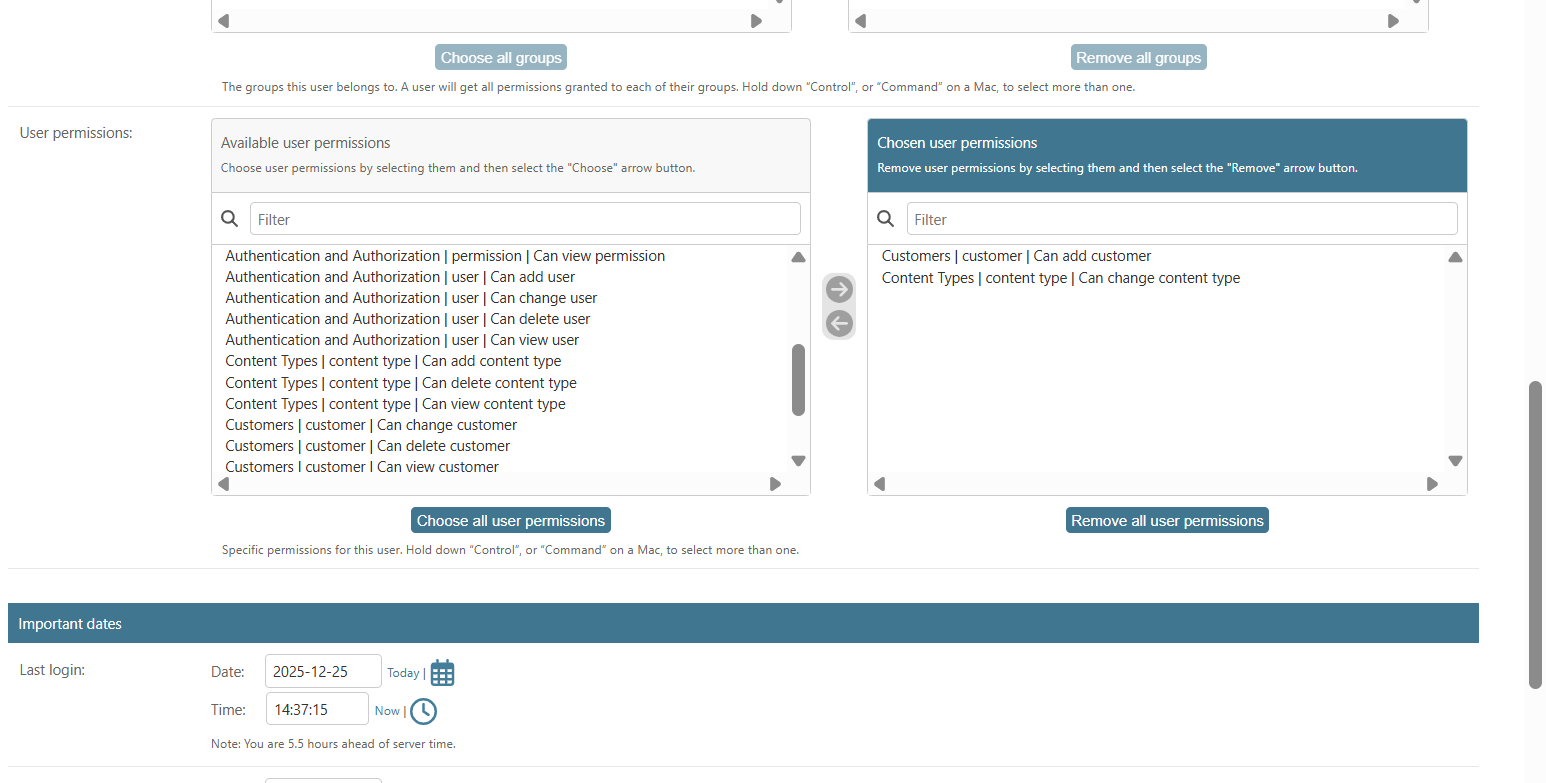 Choose all groups
Remove all groups
The groups this user belongs to. A user will get all permissions granted to each of their groups. Hold down “Control”, or “Command” on a Mac, to select more than one.
User permissions:
Available user permissions
Choose user permissions by selecting them and then select the "Choose" arrow button.
Filter
Authentication and Authorization | permission | Can view permission
Authentication and Authorization | user | Can add user
Authentication and Authorization | user | Can change user
Authentication and Authorization | user | Can delete user
Authentication and Authorization | user | Can view user
Content Types | content type | Can add content type
Content Types | content type | Can delete content type
Content Types | content type | Can view content type
Customers | customer | Can change customer
Customers | customer | Can delete customer
Customers | customer | Can view customer
Choose all user permissions
Chosen user permissions
Remove user permissions by selecting them and then select the "Remove" arrow button.
Filter
Customers | customer | Can add customer
Content Types | content type | Can change content type
Remove all user permissions
Specific permissions for this user. Hold down “Control”, or “Command” on a Mac, to select more than one.
Important dates
Last login:
Date: 2025-12-25 Today |
Time: 14:37:15 Now |
Note: You are 5.5 hours ahead of server time.